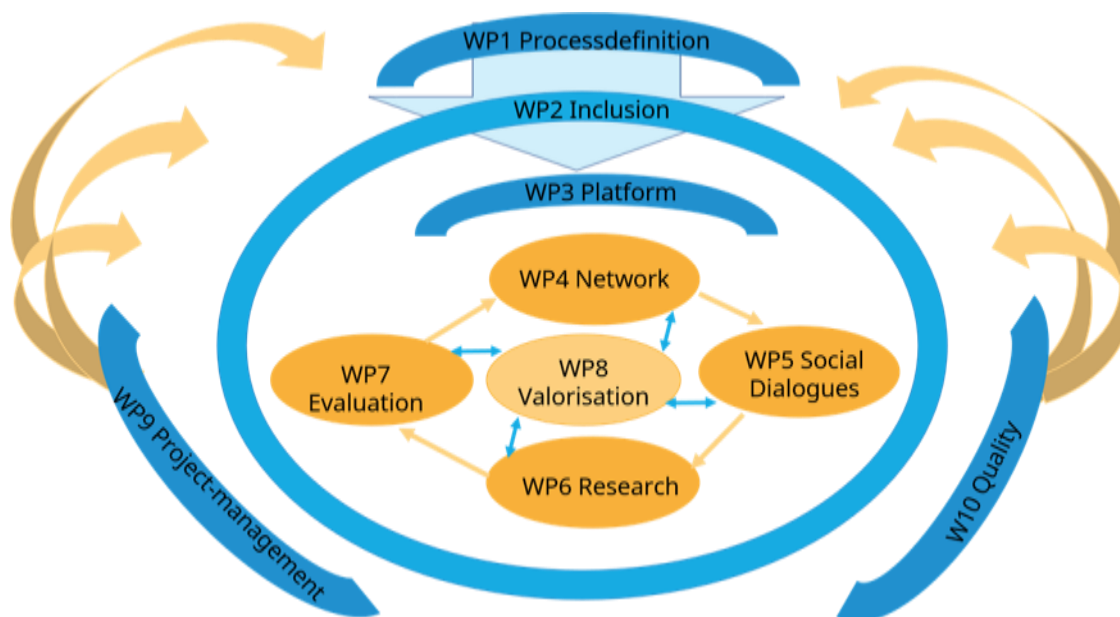 WP1 Processdefinition
WP2 Inclusion
WP3 Platform
WP4 Network
WP7
Evaluation
WP8
Valorisation
WP5 Social
Dialogues
WP6 Research
WP9 Project-management
W10 Quality